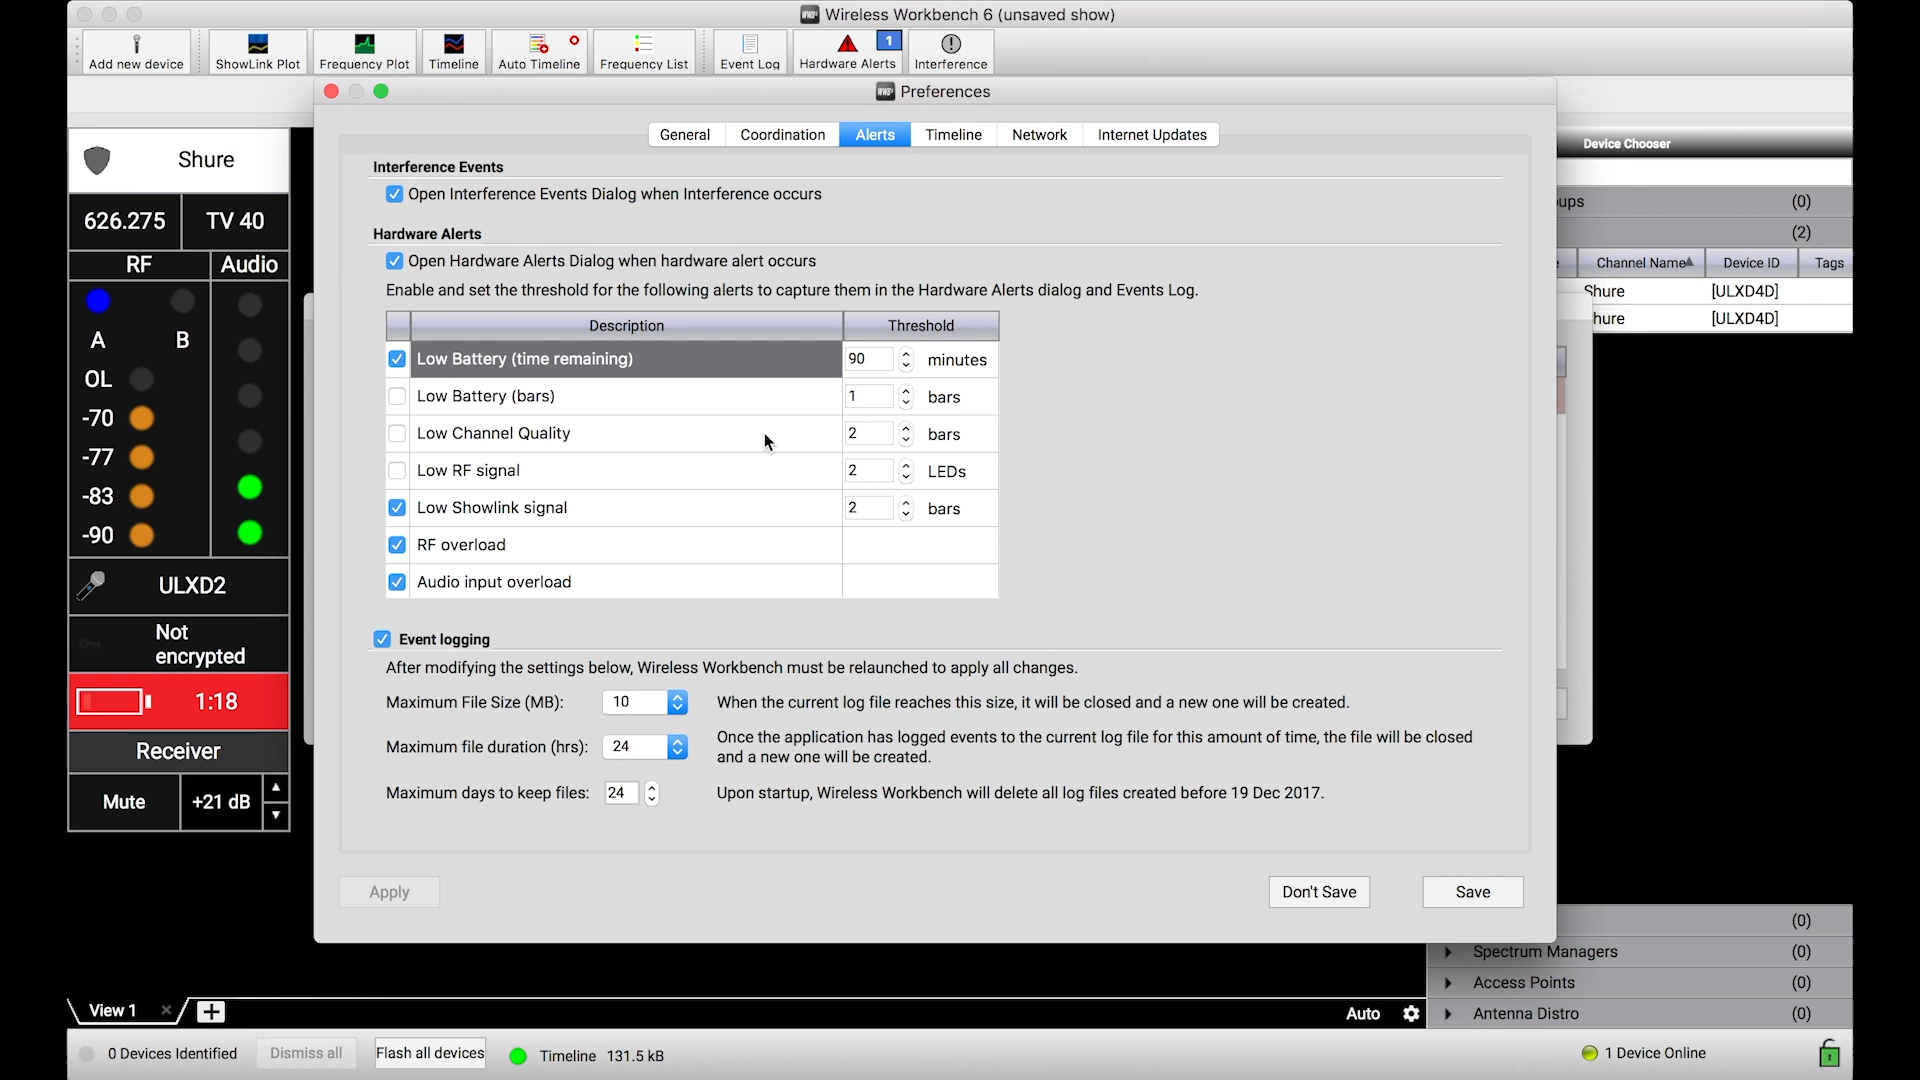 Wireless Workbench 6 (unsaved show)
Add new device
ShowLink Plot
Frequency Plot
Timeline
Auto Timeline
Frequency List
Event Log
Hardware Alerts
1
Interference
Preferences
General
Coordination
Alerts
Timeline
Network
Internet Updates
Shure
626.275
TV 40
RF
Audio
A
B
OL
-70
-77
-83
-90
ULXD2
Not
encrypted
1:18
Receiver
Mute
+21 dB
Interference Events
Open Interference Events Dialog when Interference occurs
Hardware Alerts
Open Hardware Alerts Dialog when hardware alert occurs
Enable and set the threshold for the following alerts to capture them in the Hardware Alerts dialog and Events Log.
Description Threshold
Low Battery (time remaining) 90 minutes
Low Battery (bars) 1 bars
Low Channel Quality 2 bars
Low RF signal 2 LEDs
Low Showlink signal 2 bars
RF overload
Audio input overload
Event logging
After modifying the settings below, Wireless Workbench must be relaunched to apply all changes.
Maximum File Size (MB): 10 When the current log file reaches this size, it will be closed and a new one will be created.
Maximum file duration (hrs): 24 Once the application has logged events to the current log file for this amount of time, the file will be closed
and a new one will be created.
Maximum days to keep files: 24 Upon startup, Wireless Workbench will delete all log files created before 19 Dec 2017.
Apply
Don't Save
Save
Device Chooser
(0)
(2)
Channel Name Device ID Tags
Shure [ULXD4D]
hure [ULXD4D]
(0)
Spectrum Managers (0)
Access Points (0)
Antenna Distro (0)
View 1
Auto
0 Devices Identified
Dismiss all
Flash all devices
Timeline 131.5 kB
1 Device Online